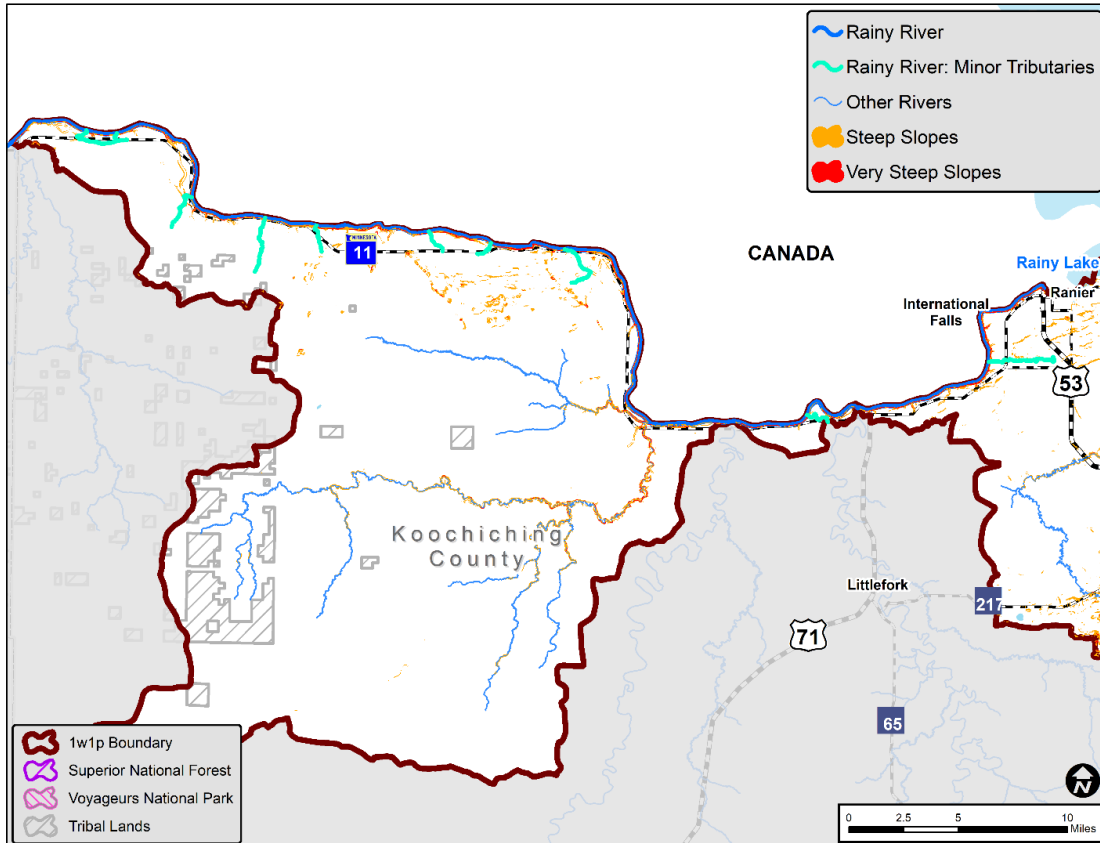 Rainy River
Rainy River: Minor Tributaries
Other Rivers
Steep Slopes
Very Steep Slopes
MINNESOTA
11
CANADA
Rainy Lake
Ranier
International
Falls
53
Koochiching
County
Littlefork
217
71
65
1w1p Boundary
Superior National Forest
Voyageurs National Park
Tribal Lands
N
0 2.5 5 10
Miles